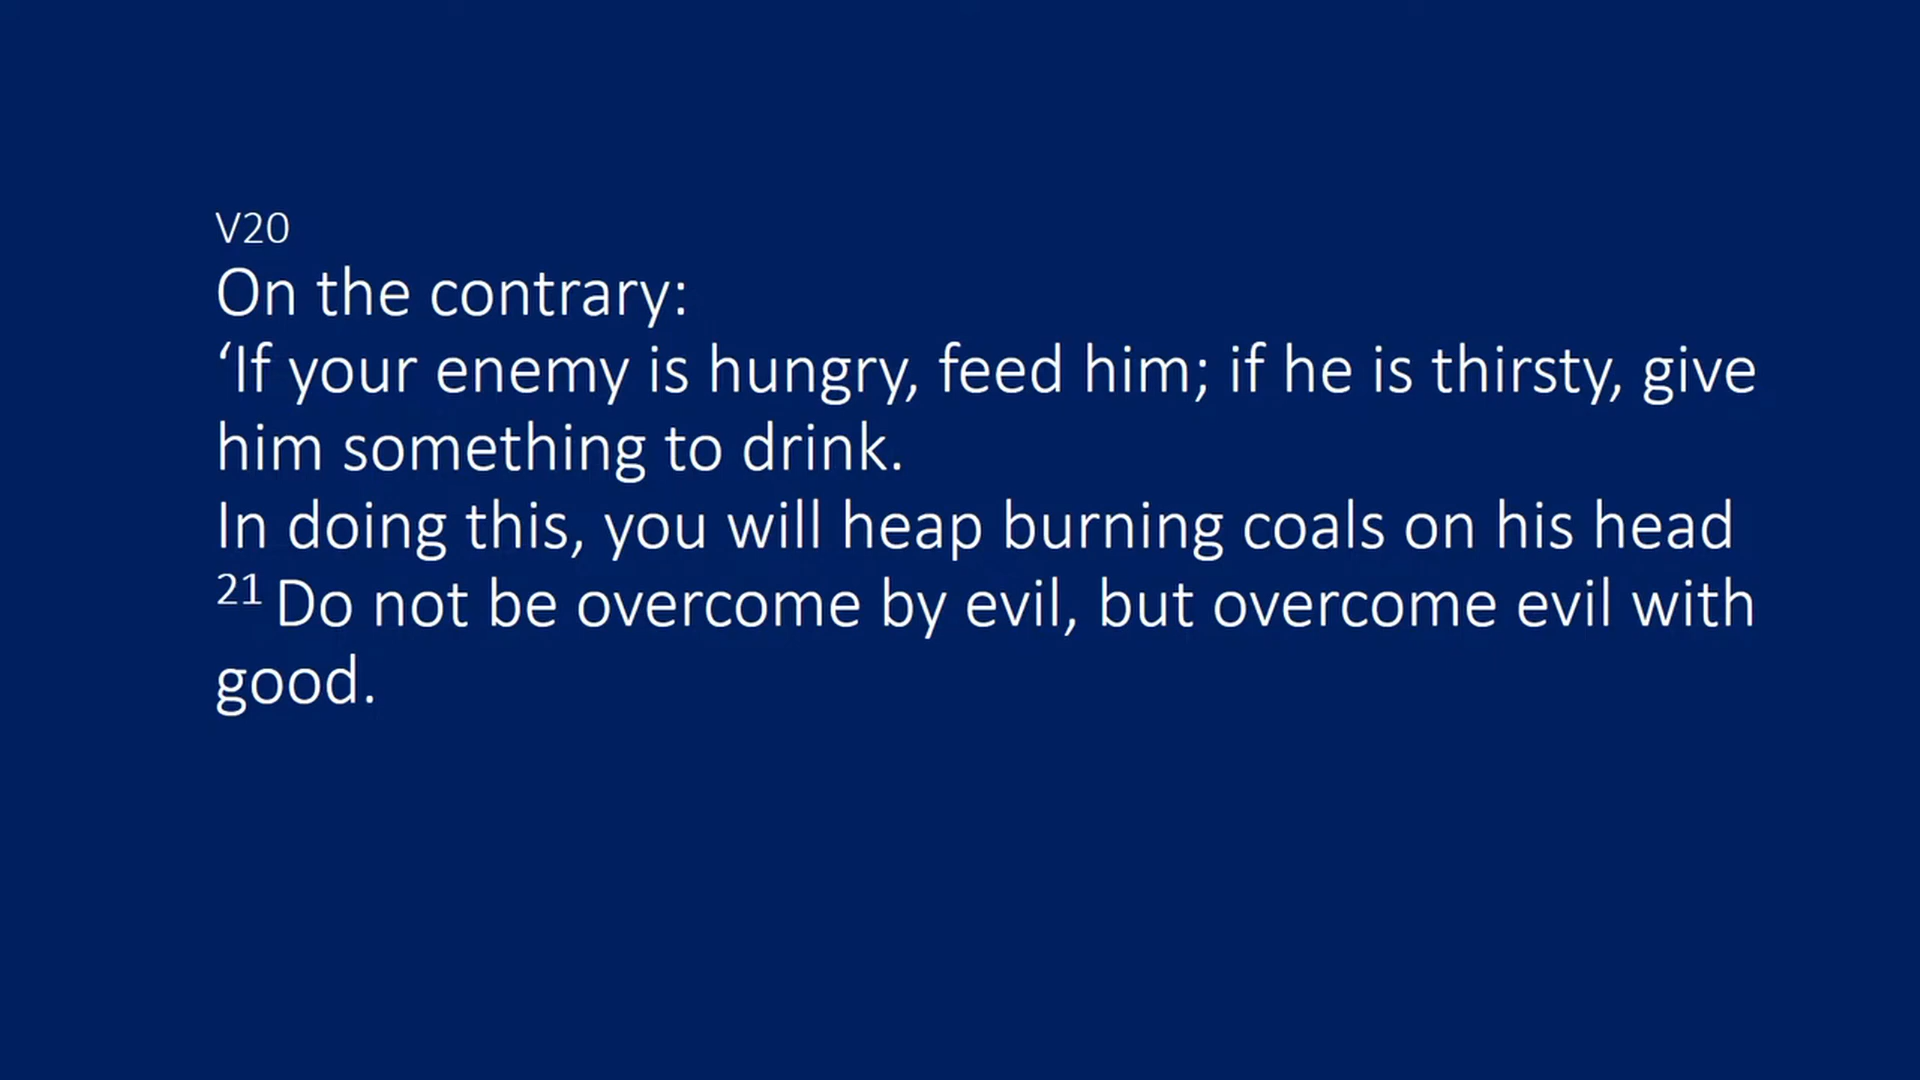 V20
On the contrary:
‘If your enemy is hungry, feed him; if he is thirsty, give
him something to drink.
In doing this, you will heap burning coals on his head
21 Do not be overcome by evil, but overcome evil with
good.